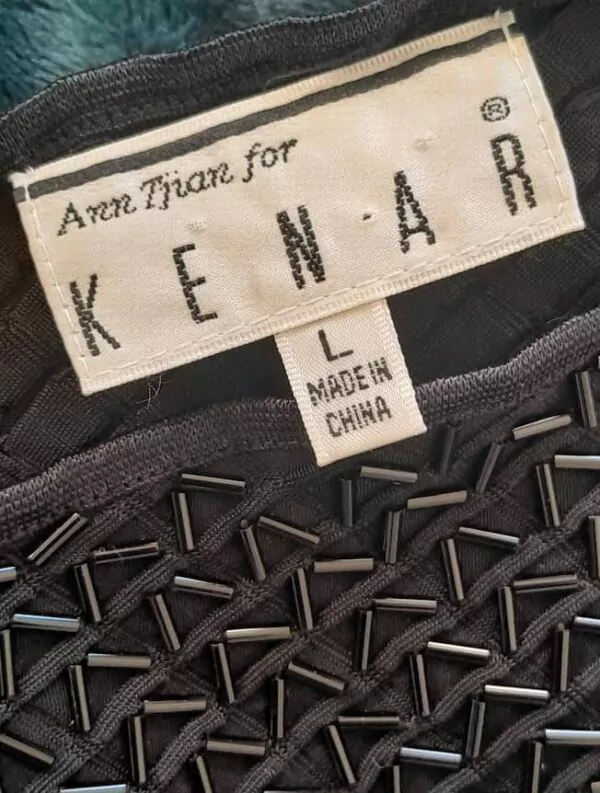 Ann Tjian for
KENAR®
L
MADE IN
CHINA